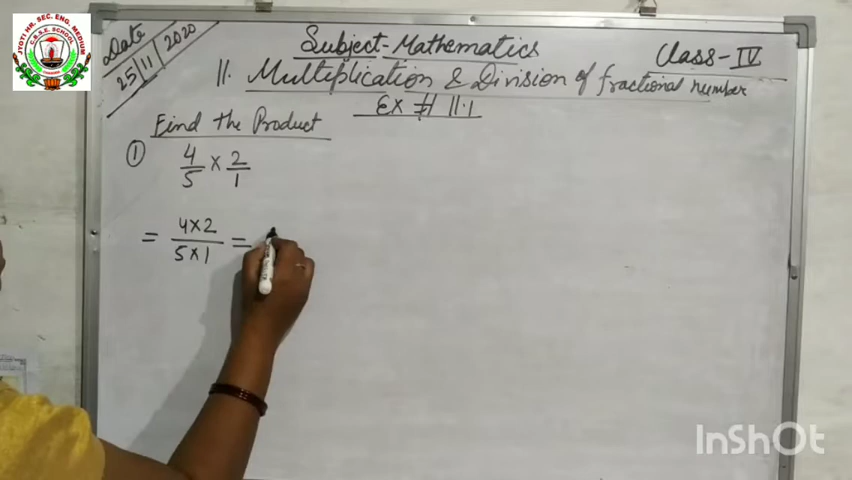 JYOTI HR. SEC. ENG. MEDIUM
C.B.S.E. SCHOOL
Date
25/11/2020
Subject-Mathematics
Class-IV
11. Multiplication & Division of fractional number
Ex # 11.1
Find the Product
① 4/5 × 2/1
= 4×2/5×1 =
InShOt